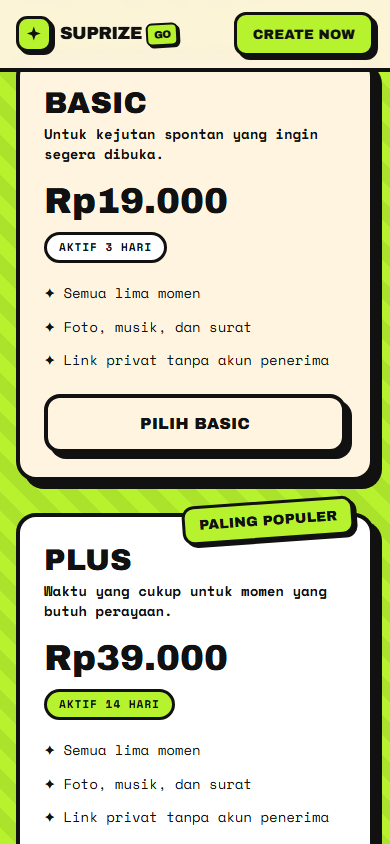 SUPRIZE GO
CREATE NOW
BASIC
Untuk kejutan spontan yang ingin
segera dibuka.
Rp19.000
AKTIF 3 HARI
✦ Semua lima momen
✦ Foto, musik, dan surat
✦ Link privat tanpa akun penerima
PILIH BASIC
PALING POPULER
PLUS
Waktu yang cukup untuk momen yang
butuh perayaan.
Rp39.000
AKTIF 14 HARI
✦ Semua lima momen
✦ Foto, musik, dan surat
✦ Link privat tanpa akun penerima